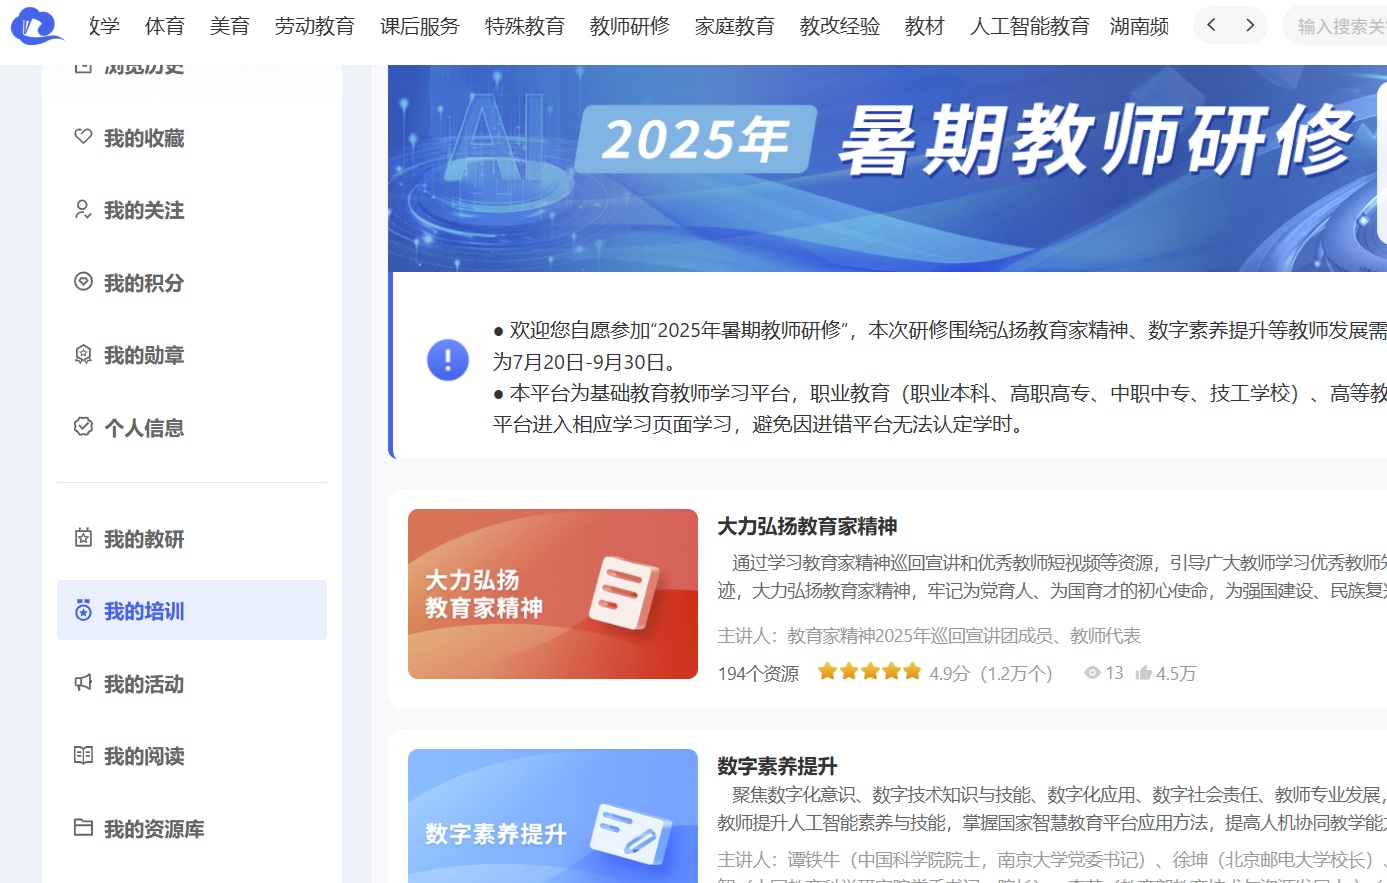 教学 体育 美育 劳动教育 课后服务 特殊教育 教师研修 家庭教育 教改经验 教材 人工智能教育 湖南频
输入搜索关
浏览历史
我的收藏
我的关注
我的积分
我的勋章
个人信息
我的教研
我的培训
我的活动
我的阅读
我的资源库
AI
2025年 暑期教师研修
● 欢迎您自愿参加“2025年暑期教师研修”，本次研修围绕弘扬教育家精神、数字素养提升等教师发展需
为7月20日-9月30日。
● 本平台为基础教育教师学习平台，职业教育（职业本科、高职高专、中职中专、技工学校）、高等教
平台进入相应学习页面学习，避免因进错平台无法认定学时。
大力弘扬
教育家精神
大力弘扬教育家精神
通过学习教育家精神巡回宣讲和优秀教师短视频等资源，引导广大教师学习优秀教师先
迹，大力弘扬教育家精神，牢记为党育人、为国育才的初心使命，为强国建设、民族复兴
主讲人：教育家精神2025年巡回宣讲团成员、教师代表
194个资源 4.9分（1.2万个） 13 4.5万
数字素养提升
数字素养提升
聚焦数字化意识、数字技术知识与技能、数字化应用、数字社会责任、教师专业发展，
教师提升人工智能素养与技能，掌握国家智慧教育平台应用方法，提高人机协同教学能
主讲人：谭铁牛（中国科学院院士，南京大学党委书记）、徐坤（北京邮电大学校长）、